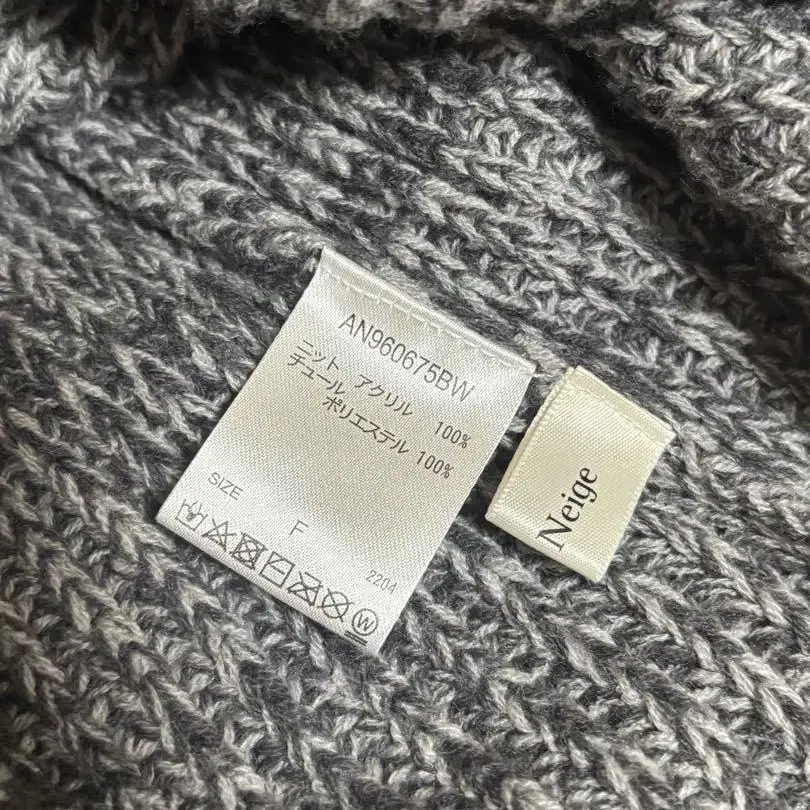 AN960675BW
ニット アクリル 100%
チュール ポリエステル 100%
SIZE F
2204
W
Neige